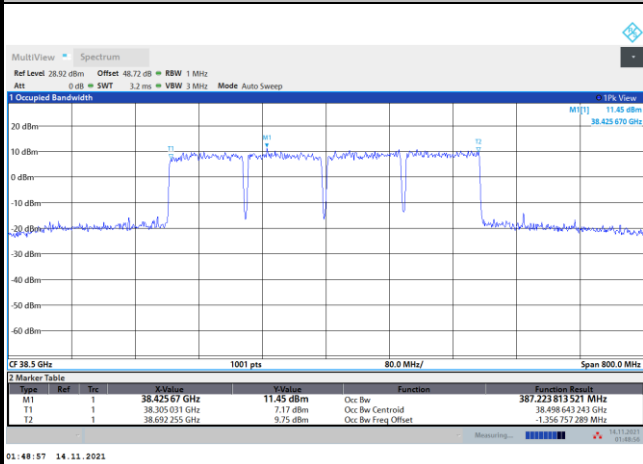 MultiView Spectrum
Ref Level 28.92 dBm Offset 48.72 dB RBW 1 MHz
Att 0 dB SWT 3.2 ms VBW 3 MHz Mode Auto Sweep
1 Occupied Bandwidth 1Pk View
M1[1] 11.45 dBm
38.425 670 GHz
20 dBm
M1
T1
T2
10 dBm
0 dBm
-10 dBm
-20 dBm
-30 dBm
-40 dBm
-50 dBm
-60 dBm
CF 38.5 GHz 1001 pts 80.0 MHz/ Span 800.0 MHz
2 Marker Table
Type Ref Trc X-Value Y-Value Function Function Result
M1 1 38.42567 GHz 11.45 dBm Occ Bw 387.223 813 521 MHz
T1 1 38.305 031 GHz 7.17 dBm Occ Bw Centroid 38.498 643 243 GHz
T2 1 38.692 255 GHz 9.75 dBm Occ Bw Freq Offset -1.356 757 289 MHz
Measuring... 14.11.2021
01:48:56
01:48:57 14.11.2021